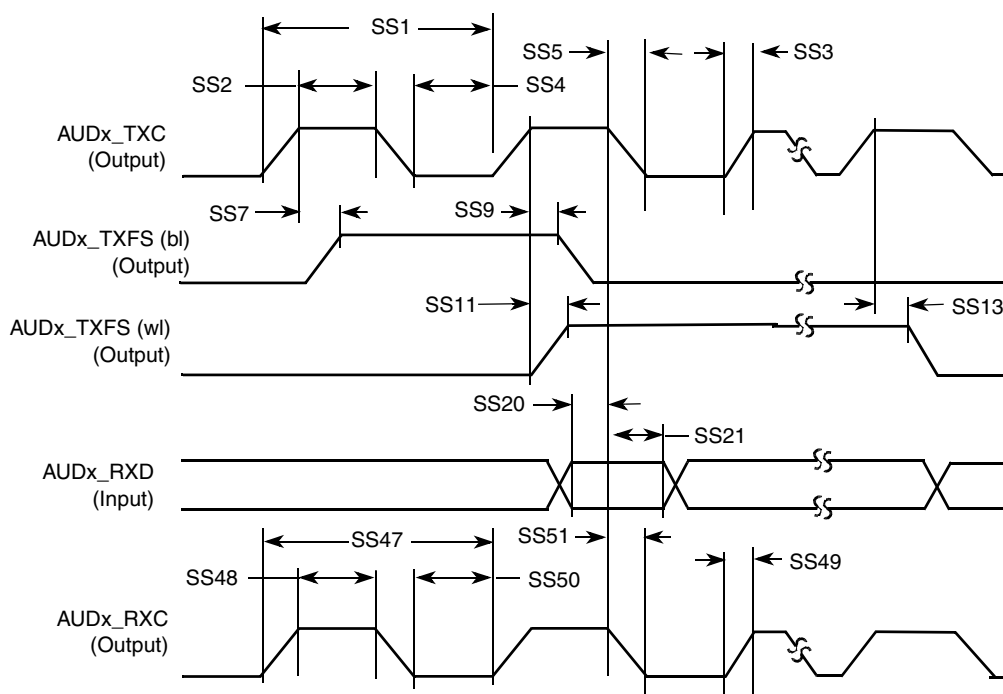 SS1
SS5
SS3
SS2
SS4
AUDx_TXC
(Output)
SS7
SS9
AUDx_TXFS (bl)
(Output)
SS11
SS13
AUDx_TXFS (wl)
(Output)
SS20
SS21
AUDx_RXD
(Input)
SS47
SS51
SS49
SS48
SS50
AUDx_RXC
(Output)